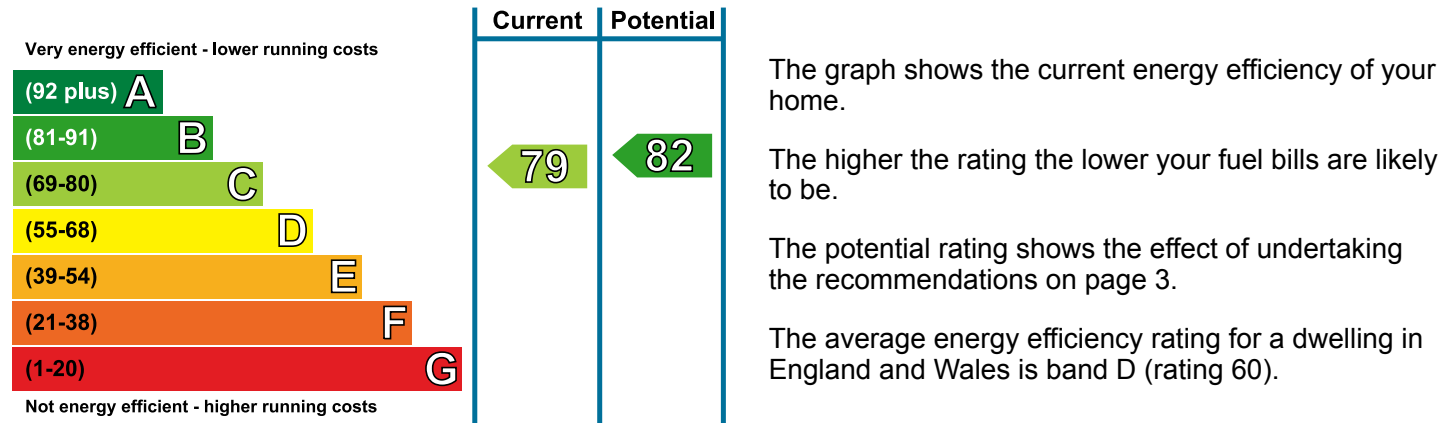 Current Potential
Very energy efficient - lower running costs
(92 plus) A
(81-91) B
(69-80) C
(55-68) D
(39-54) E
(21-38) F
(1-20) G
Not energy efficient - higher running costs
79
82
The graph shows the current energy efficiency of your
home.
The higher the rating the lower your fuel bills are likely
to be.
The potential rating shows the effect of undertaking
the recommendations on page 3.
The average energy efficiency rating for a dwelling in
England and Wales is band D (rating 60).